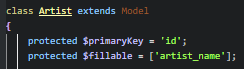 class Artist extends Model
{
    protected $primaryKey = 'id';
    protected $fillable = ['artist_name'];